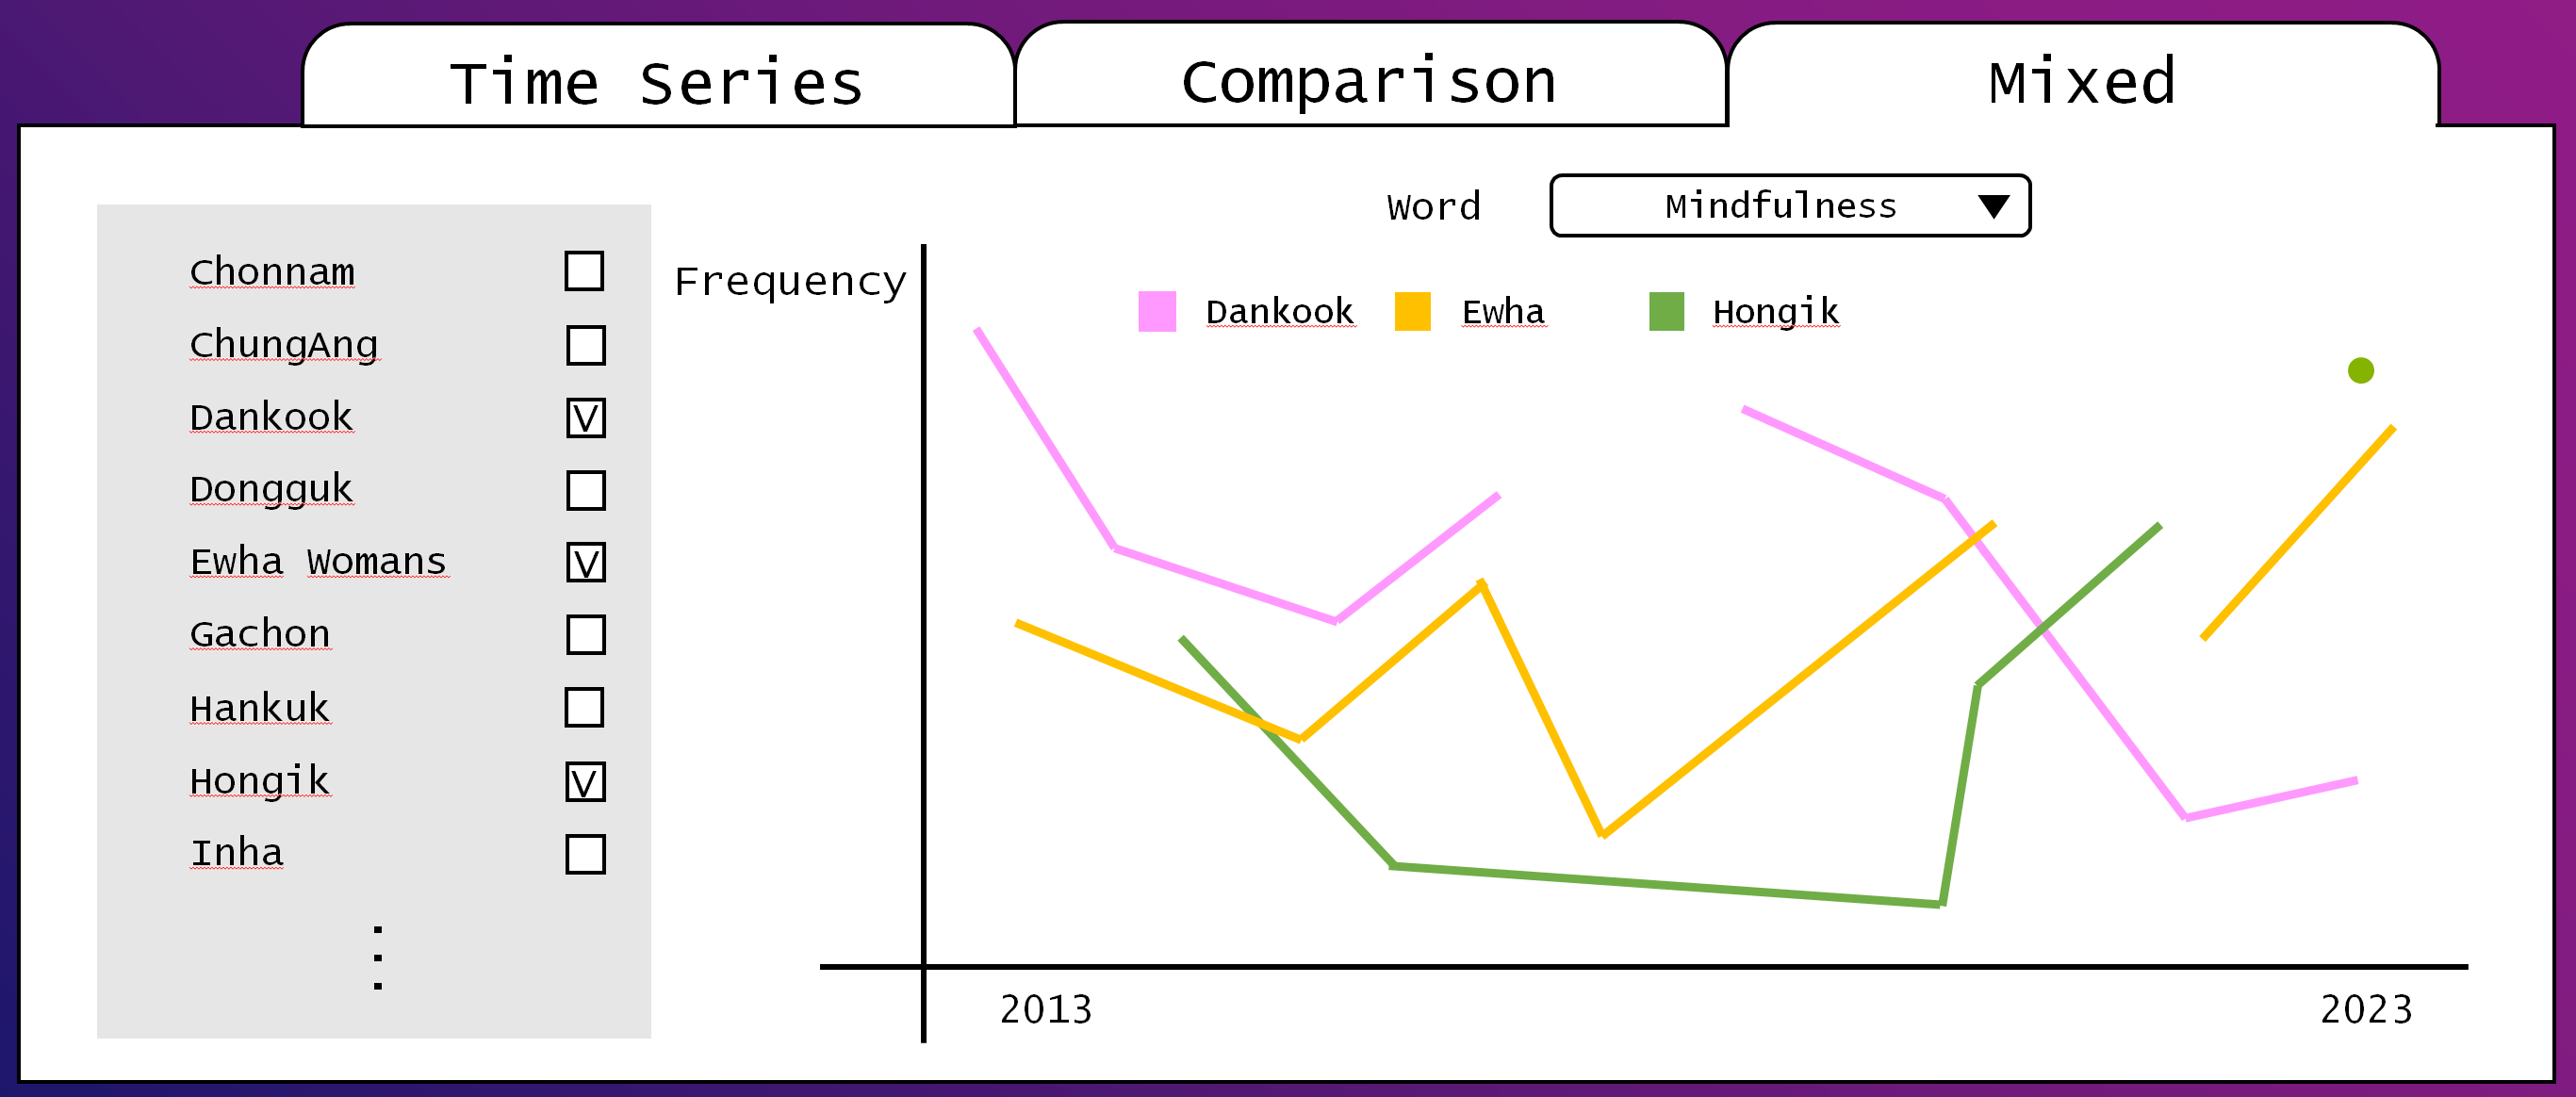 Time Series
Comparison
Mixed
Word
Mindfulness
Chonnam
ChungAng
Dankook V
Dongguk
Ewha Womans V
Gachon
Hankuk
Hongik V
Inha
Frequency
Dankook
Ewha
Hongik
2013
2023